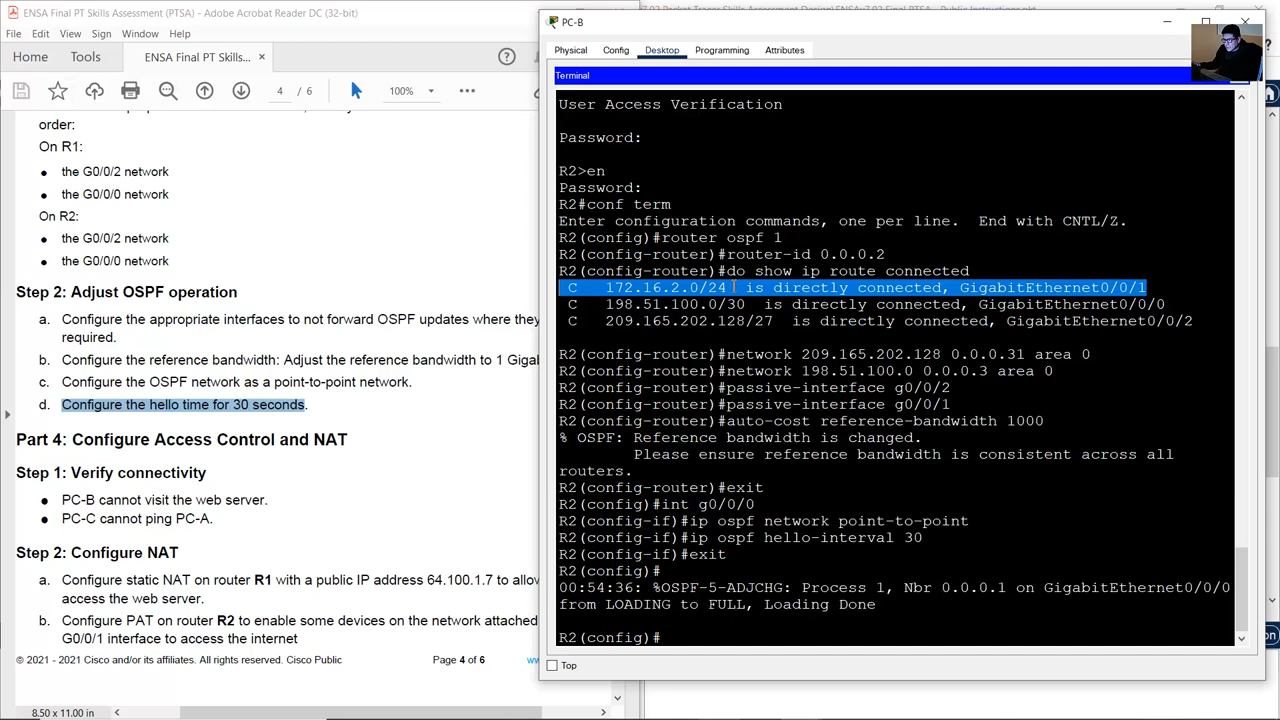 ENSA Final PT Skills Assessment (PTSA) - Adobe Acrobat Reader DC (32-bit)
File Edit View Sign Window Help
Home Tools ENSA Final PT Skills... ×
4 / 6 100%
order:
On R1:
• the G0/0/2 network
• the G0/0/0 network
On R2:
• the G0/0/2 network
• the G0/0/0 network
Step 2: Adjust OSPF operation
a. Configure the appropriate interfaces to not forward OSPF updates where they
required.
b. Configure the reference bandwidth: Adjust the reference bandwidth to 1 Gigab
c. Configure the OSPF network as a point-to-point network.
d. Configure the hello time for 30 seconds.
Part 4: Configure Access Control and NAT
Step 1: Verify connectivity
• PC-B cannot visit the web server.
• PC-C cannot ping PC-A.
Step 2: Configure NAT
a. Configure static NAT on router R1 with a public IP address 64.100.1.7 to allow
access the web server.
b. Configure PAT on router R2 to enable some devices on the network attached
G0/0/1 interface to access the internet
© 2021 - 2021 Cisco and/or its affiliates. All rights reserved. Cisco Public Page 4 of 6 ww
8.50 x 11.00 in
PC-B
Physical Config Desktop Programming Attributes
Terminal
User Access Verification
Password:
R2>en
Password:
R2#conf term
Enter configuration commands, one per line. End with CNTL/Z.
R2(config)#router ospf 1
R2(config-router)#router-id 0.0.0.2
R2(config-router)#do show ip route connected
C 172.16.2.0/24 is directly connected, GigabitEthernet0/0/1
C 198.51.100.0/30 is directly connected, GigabitEthernet0/0/0
C 209.165.202.128/27 is directly connected, GigabitEthernet0/0/2
R2(config-router)#network 209.165.202.128 0.0.0.31 area 0
R2(config-router)#network 198.51.100.0 0.0.0.3 area 0
R2(config-router)#passive-interface g0/0/2
R2(config-router)#passive-interface g0/0/1
R2(config-router)#auto-cost reference-bandwidth 1000
% OSPF: Reference bandwidth is changed.
Please ensure reference bandwidth is consistent across all
routers.
R2(config-router)#exit
R2(config)#int g0/0/0
R2(config-if)#ip ospf network point-to-point
R2(config-if)#ip ospf hello-interval 30
R2(config-if)#exit
R2(config)#
00:54:36: %OSPF-5-ADJCHG: Process 1, Nbr 0.0.0.1 on GigabitEthernet0/0/0
from LOADING to FULL, Loading Done
R2(config)#
Top